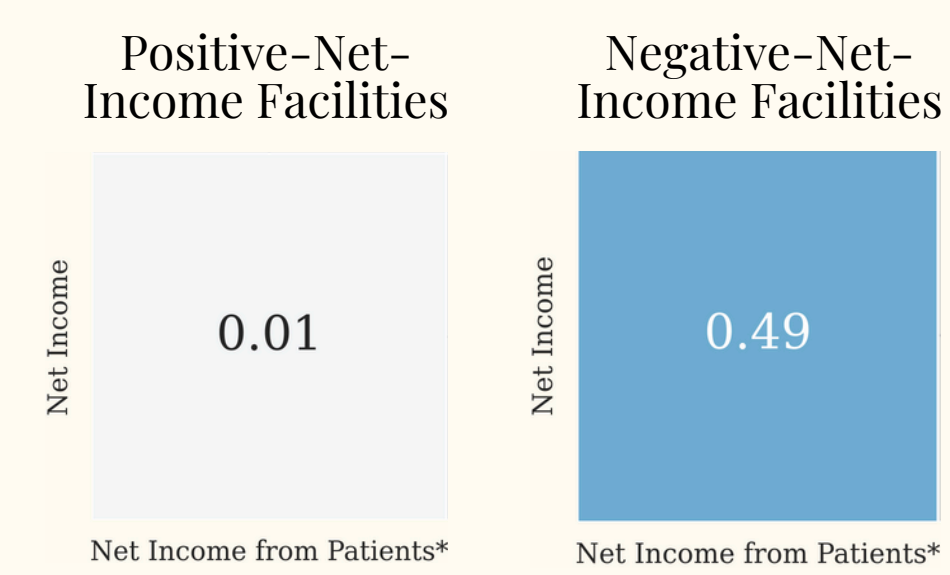 Positive-Net-
Income Facilities
Net Income
0.01
Net Income from Patients*
Negative-Net-
Income Facilities
Net Income
0.49
Net Income from Patients*